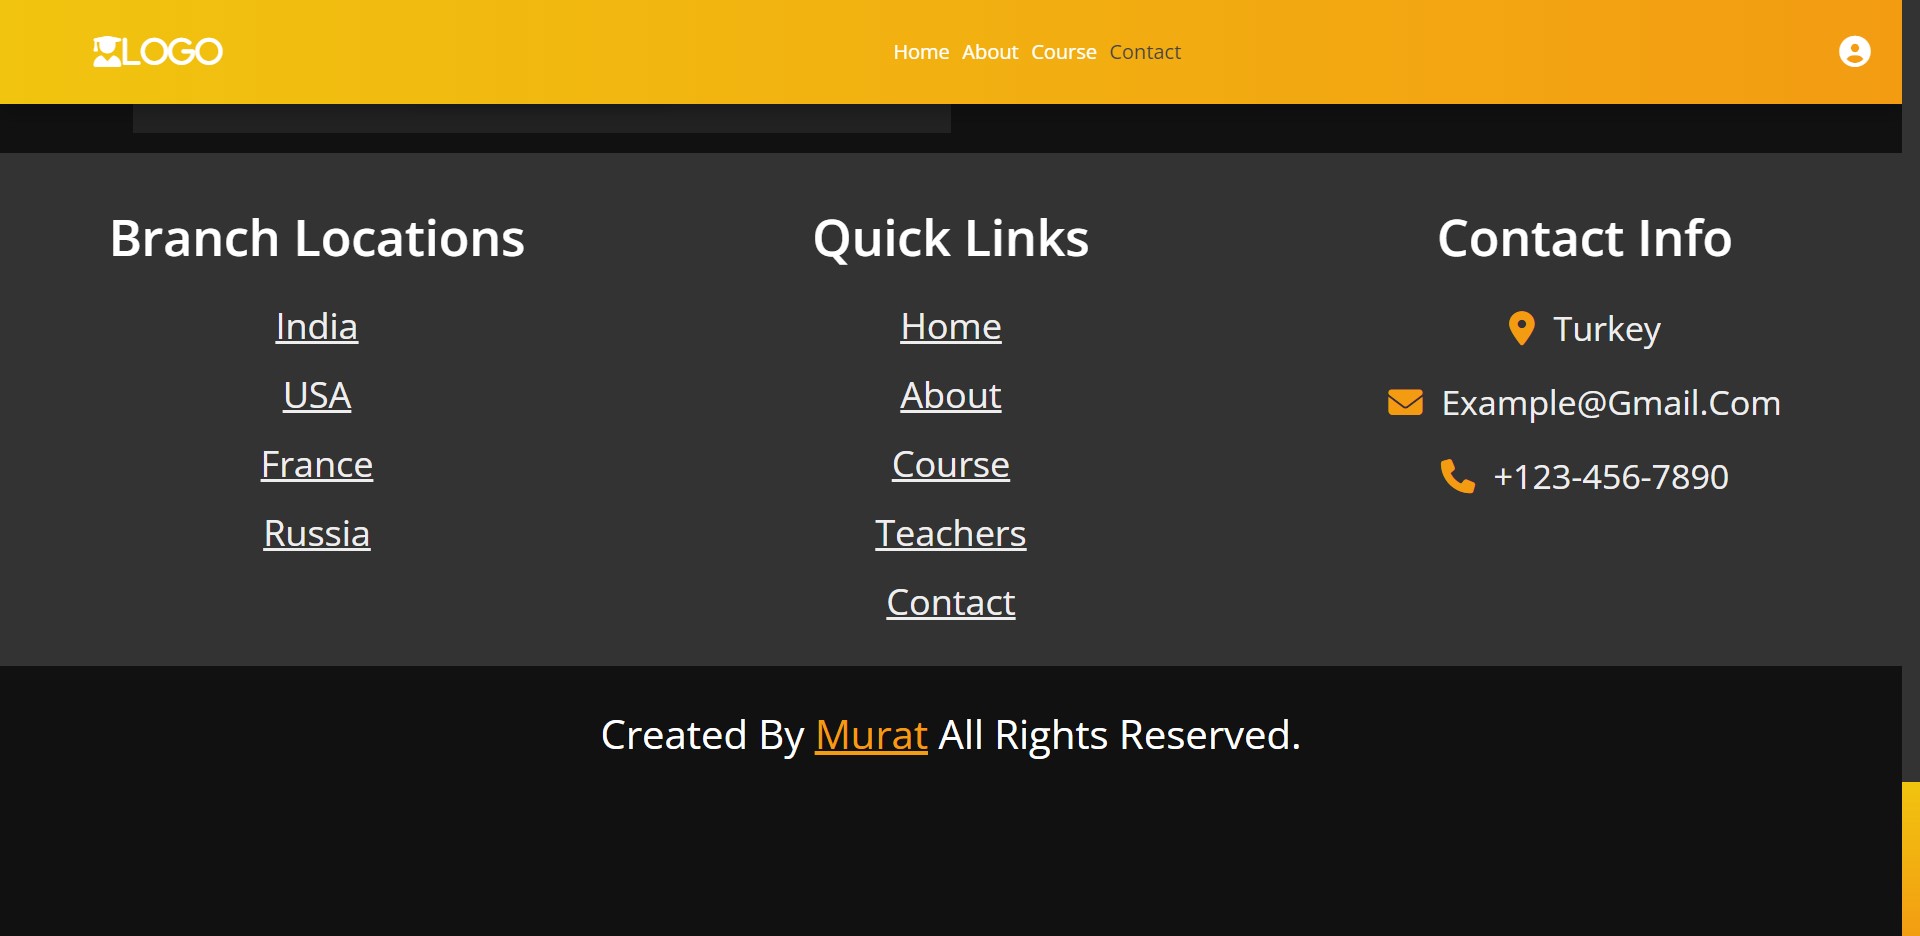 LOGO
Home About Course Contact
Branch Locations
India
USA
France
Russia
Quick Links
Home
About
Course
Teachers
Contact
Contact Info
Turkey
Example@Gmail.Com
+123-456-7890
Created By Murat All Rights Reserved.